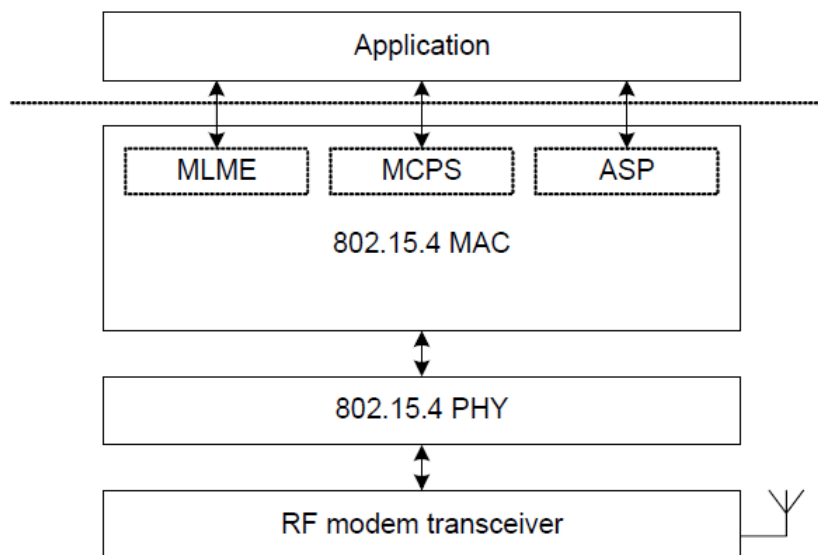 Application
MLME
MCPS
ASP
802.15.4 MAC
802.15.4 PHY
RF modem transceiver